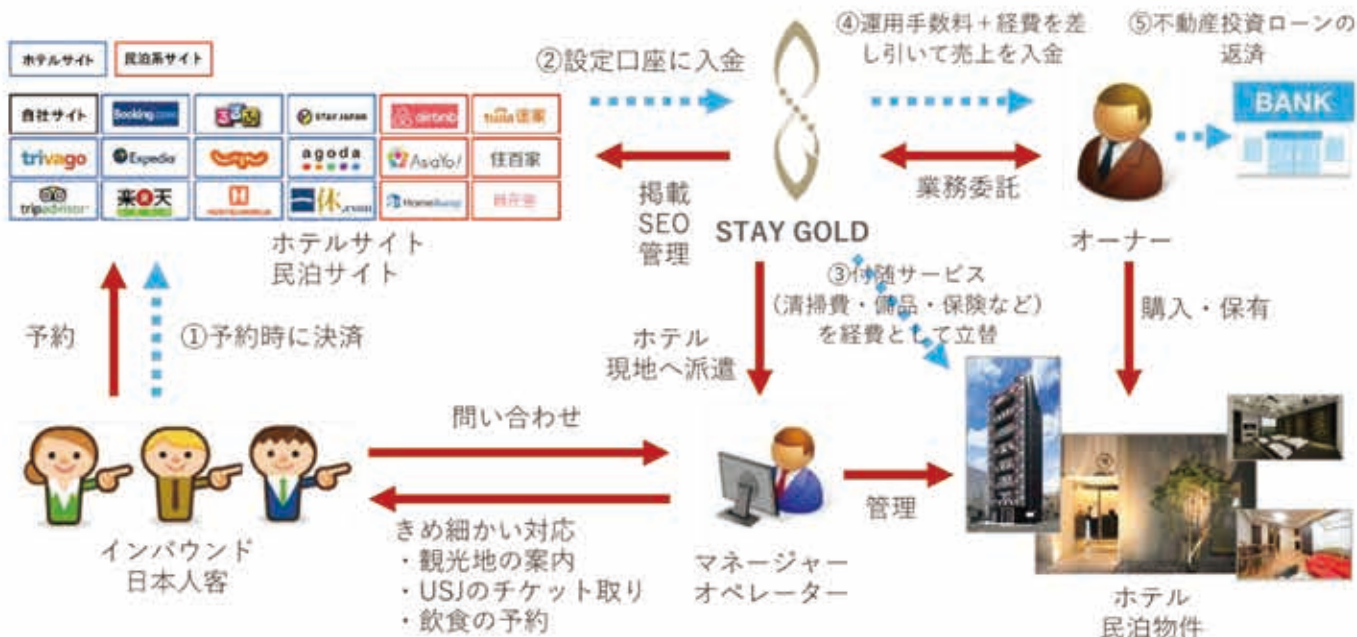 ホテルサイト
民泊系サイト
②設定口座に入金
④運用手数料＋経費を差
し引いて売上を入金
⑤不動産投資ローンの
返済
自社サイト
Booking.com
るるぶ
STAY JAPAN
airbnb
tujia途家
BANK
trivago
Expedia
agoda
AsiaYo!
住百家
tripadvisor
楽天
一休.com
HomeAway
掲載
SEO
管理
業務委託
オーナー
STAY GOLD
ホテルサイト
民泊サイト
③付随サービス
（清掃費・備品・保険など）
を経費として立替
予約
①予約時に決済
ホテル
現地へ派遣
購入・保有
問い合わせ
管理
きめ細かい対応
・観光地の案内
・USJのチケット取り
・飲食の予約
インバウンド
日本人客
マネージャー
オペレーター
ホテル
民泊物件